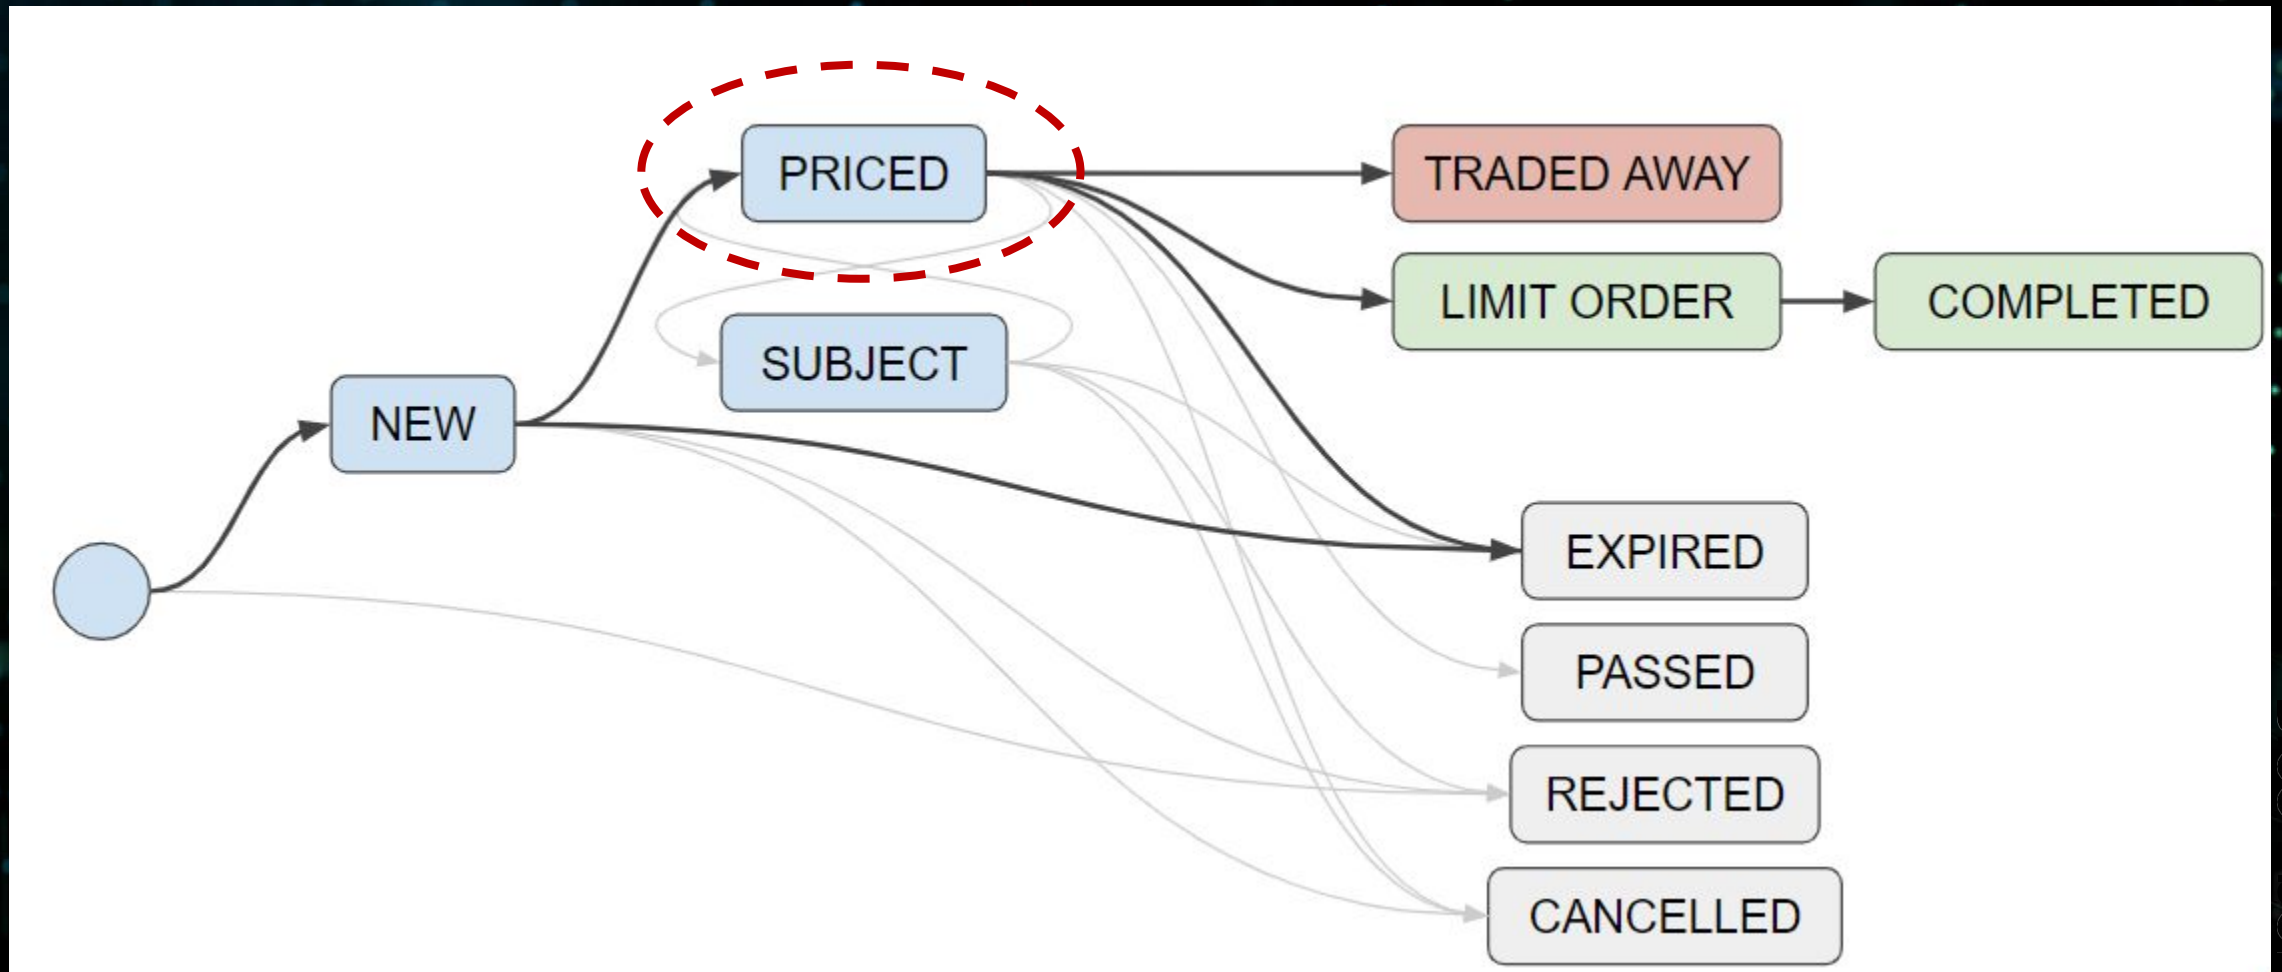 PRICED
TRADED AWAY
LIMIT ORDER
COMPLETED
SUBJECT
NEW
EXPIRED
PASSED
REJECTED
CANCELLED